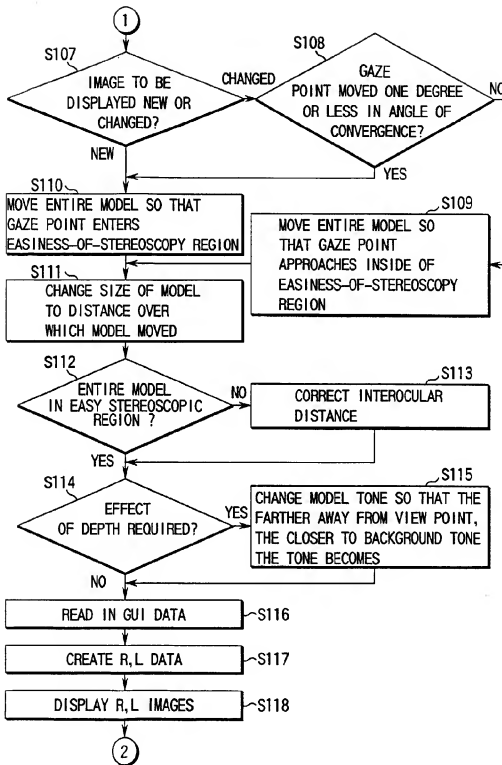 1
S107
IMAGE TO BE
DISPLAYED NEW OR
CHANGED?
CHANGED
NEW
S108
GAZE
POINT MOVED ONE DEGREE
OR LESS IN ANGLE OF
CONVERGENCE?
NO
YES
S110
MOVE ENTIRE MODEL SO THAT
GAZE POINT ENTERS
EASINESS-OF-STEREOSCOPY REGION
S109
MOVE ENTIRE MODEL SO
THAT GAZE POINT
APPROACHES INSIDE OF
EASINESS-OF-STEREOSCOPY
REGION
S111
CHANGE SIZE OF MODEL
TO DISTANCE OVER
WHICH MODEL MOVED
S112
ENTIRE MODEL
IN EASY STEREOSCOPIC
REGION ?
NO
YES
S113
CORRECT INTEROCULAR
DISTANCE
S114
EFFECT
OF DEPTH REQUIRED?
YES
NO
S115
CHANGE MODEL TONE SO THAT THE
FARTHER AWAY FROM VIEW POINT,
THE CLOSER TO BACKGROUND TONE
THE TONE BECOMES
READ IN GUI DATA
S116
CREATE R,L DATA
S117
DISPLAY R,L IMAGES
S118
2